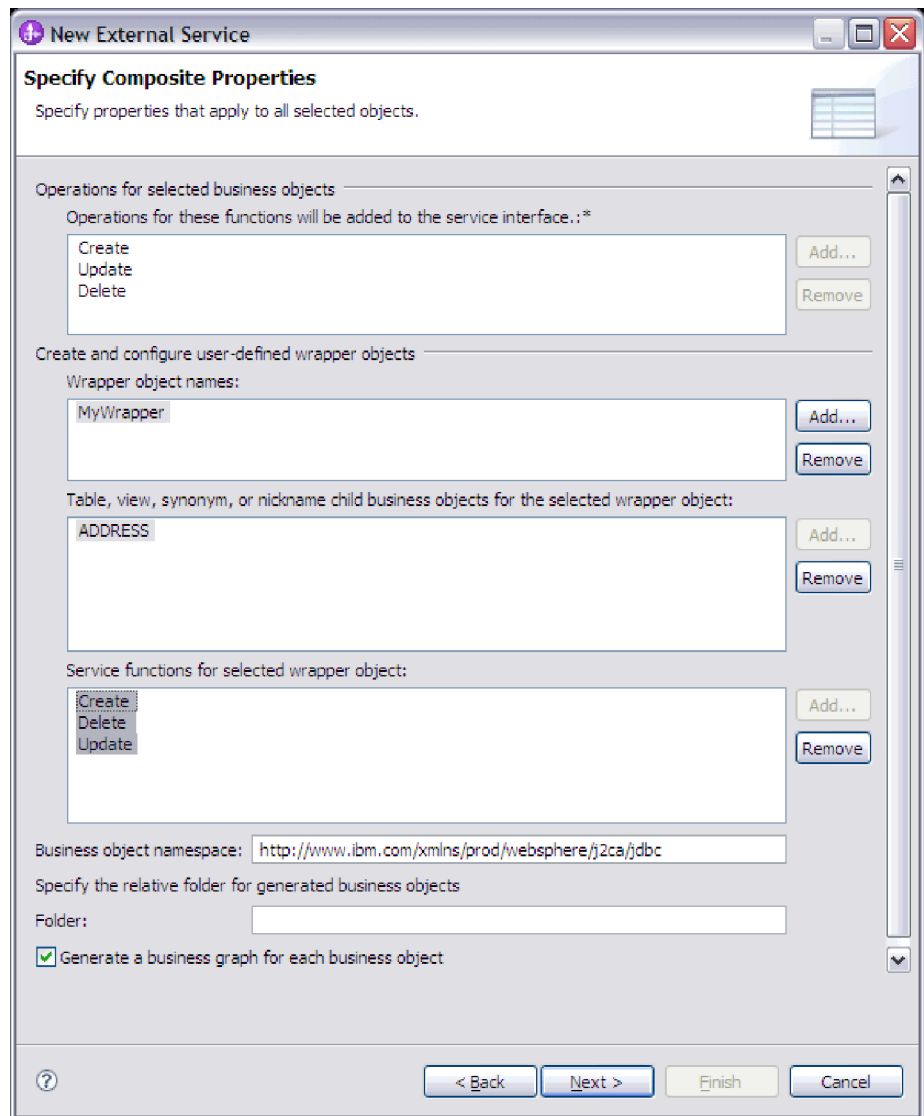 New External Service
Specify Composite Properties
Specify properties that apply to all selected objects.
Operations for selected business objects
Operations for these functions will be added to the service interface.:*
Create
Update
Delete
Add...
Remove
Create and configure user-defined wrapper objects
Wrapper object names:
MyWrapper
Add...
Remove
Table, view, synonym, or nickname child business objects for the selected wrapper object:
ADDRESS
Add...
Remove
Service functions for selected wrapper object:
Create
Delete
Update
Add...
Remove
Business object namespace: http://www.ibm.com/xmlns/prod/websphere/j2ca/jdbc
Specify the relative folder for generated business objects
Folder:
Generate a business graph for each business object
?
< Back Next > Finish Cancel